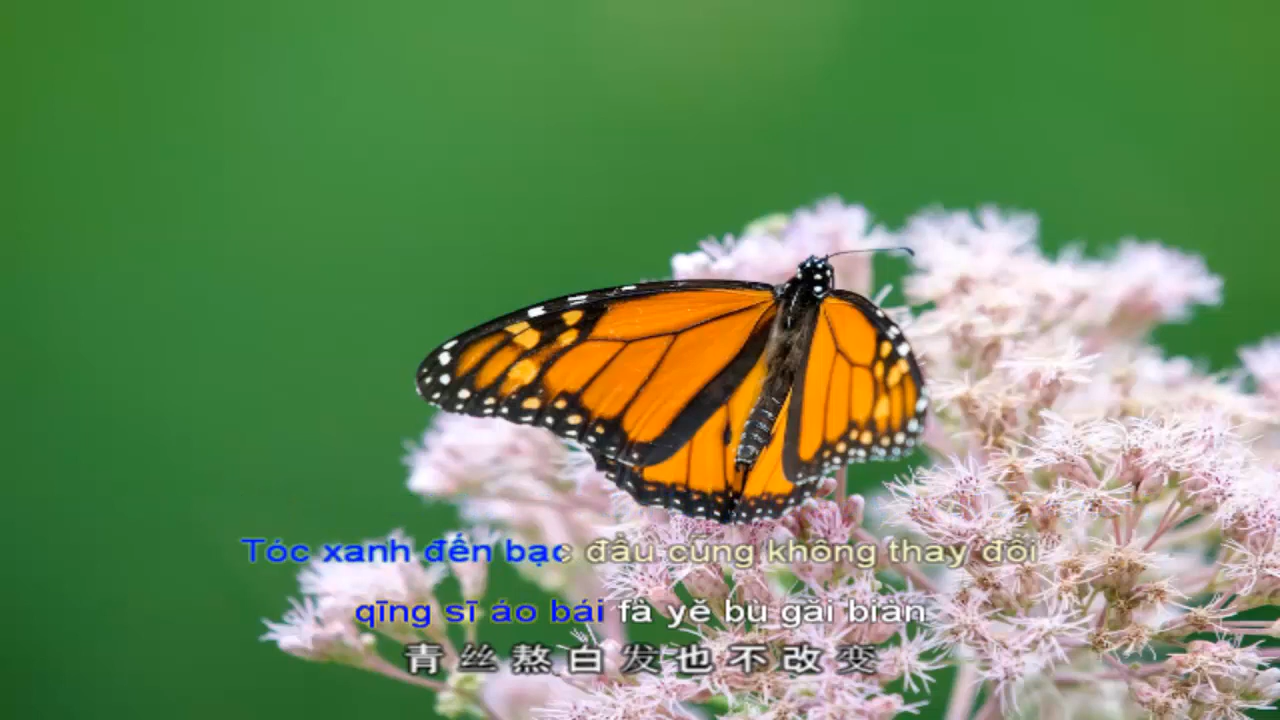 Tóc xanh đến bạc đầu cũng không thay đổi
qīng sī áo bái fà yě bù gǎi biàn
青丝熬白发也不改变